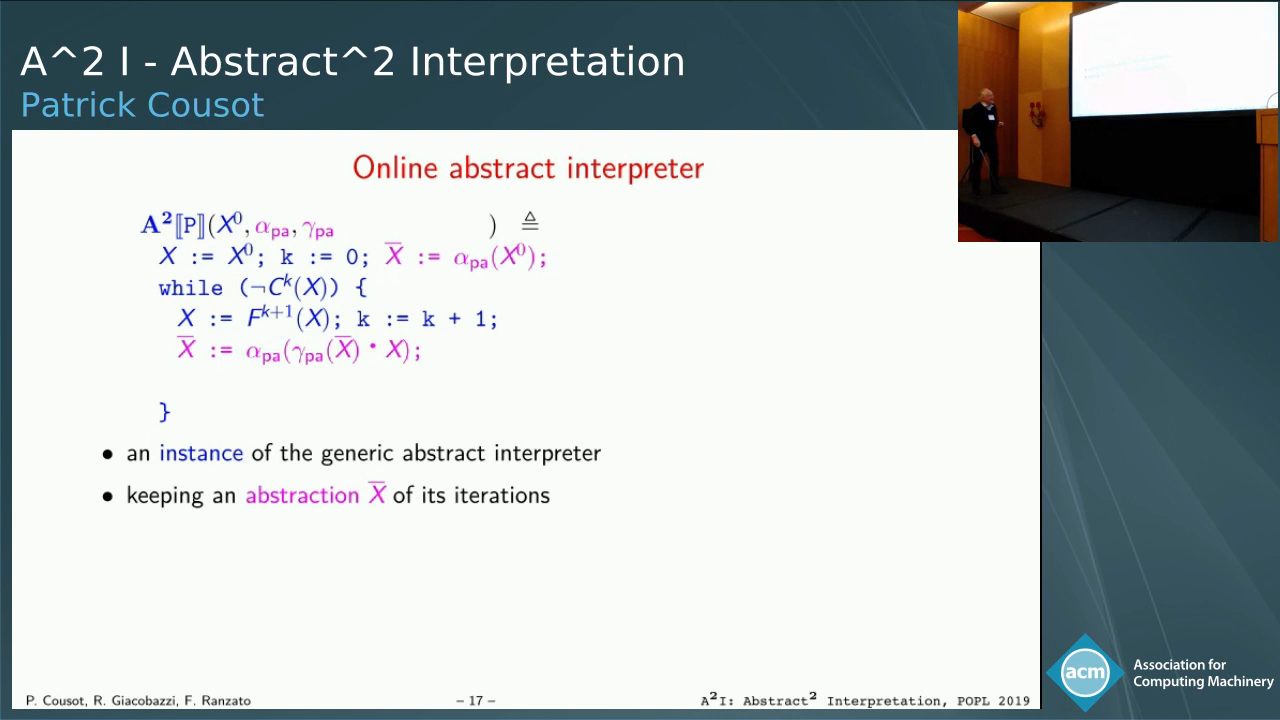 A^2 I - Abstract^2 Interpretation
Patrick Cousot
Online abstract interpreter
A²⟦P⟧(X⁰, αpa, γpa ) ≜
X := X⁰; k := 0; X̅ := αpa(X⁰);
while (¬Cᵏ(X)) {
X := Fᵏ⁺¹(X); k := k + 1;
X̅ := αpa(γpa(X̅) • X);
}
• an instance of the generic abstract interpreter
• keeping an abstraction X̅ of its iterations
P. Cousot, R. Giacobazzi, F. Ranzato
– 17 –
A²I: Abstract² Interpretation, POPL 2019
acm
Association for
Computing Machinery